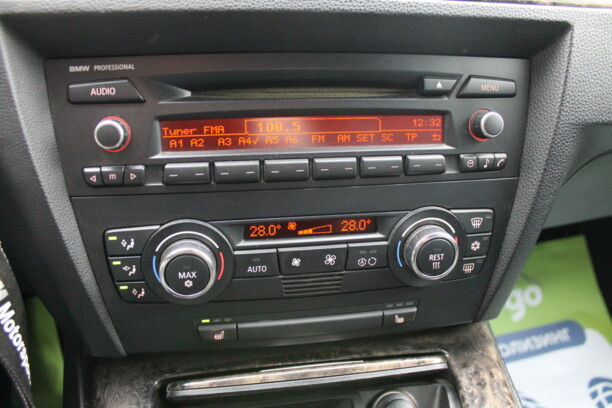 BMW PROFESSIONAL
AUDIO
MENU
Tuner FMA 100.5 12:32
A1 A2 A3 A4✓ A5 A6 FM AM SET SC TP
m
28.0° 28.0°
MAX
AUTO
REST
go
Motorsp